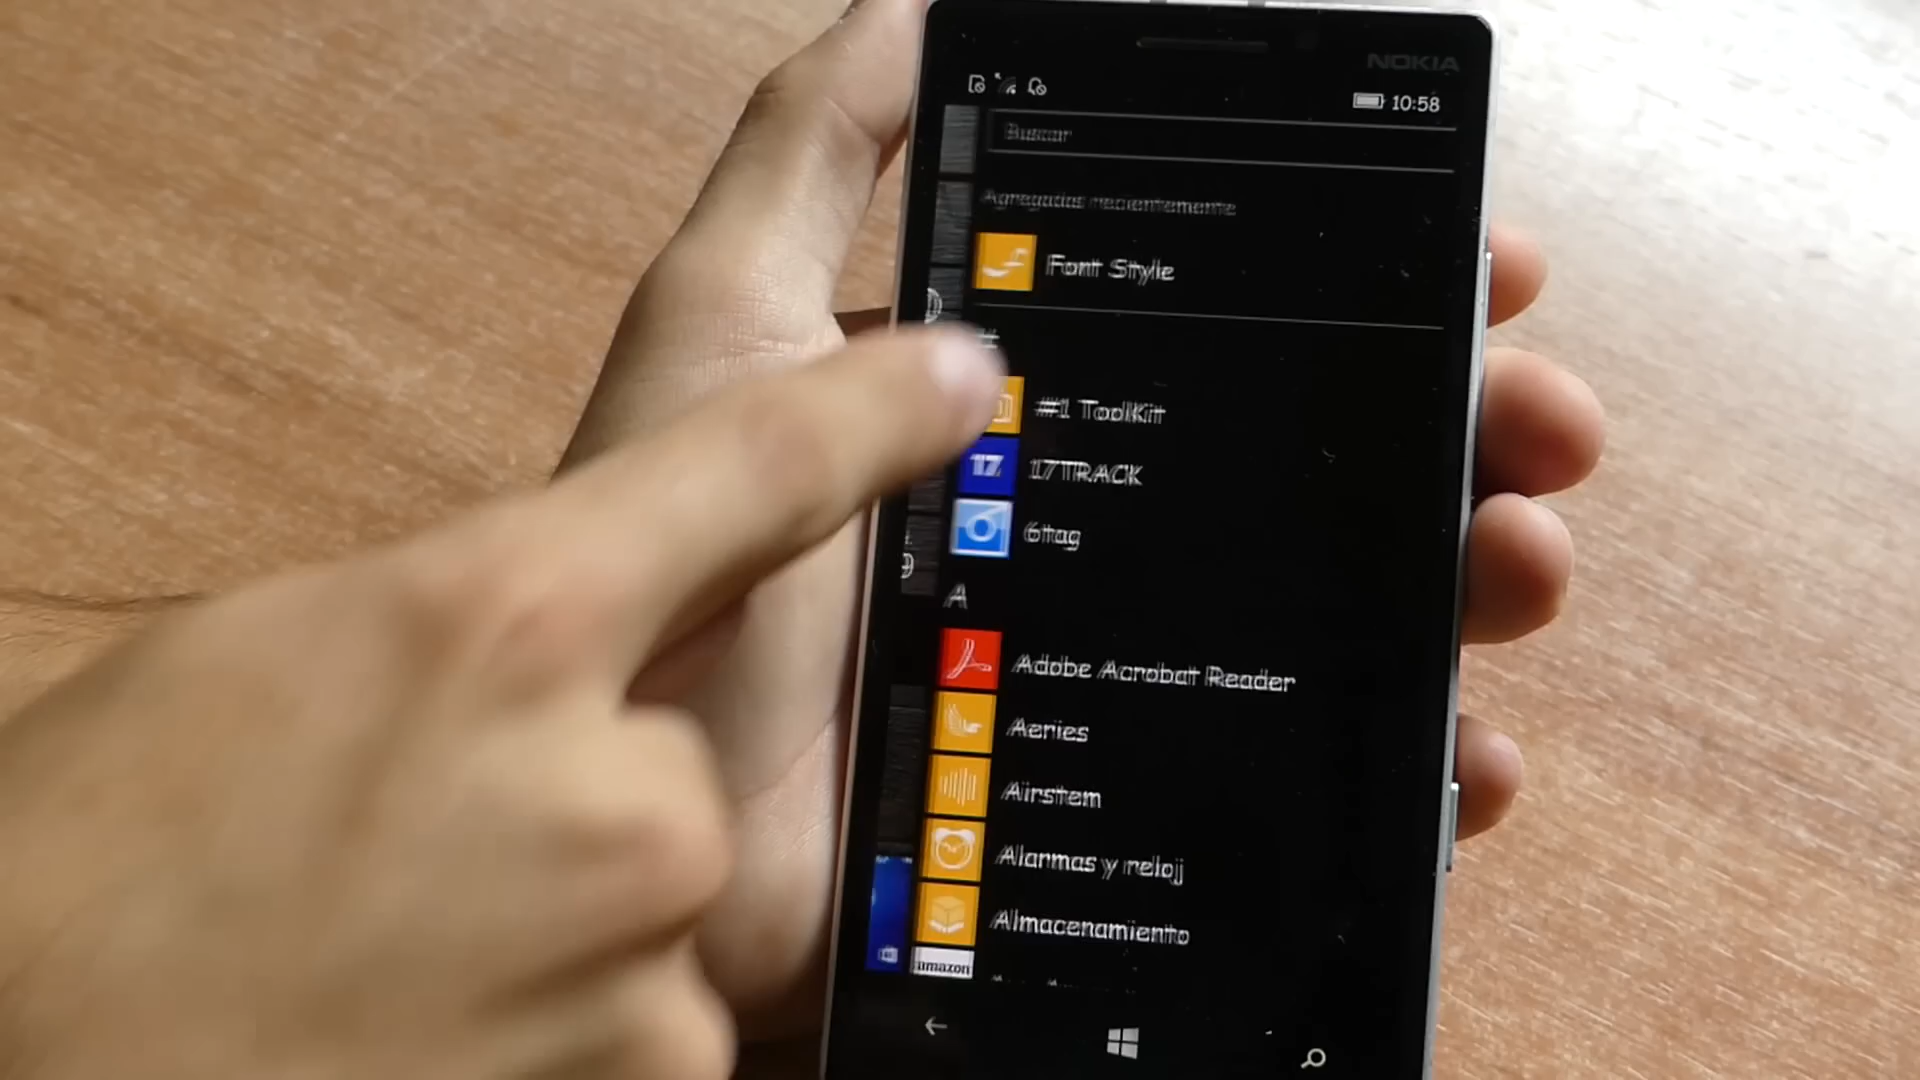 NOKIA
10:58
Buscar
Agregadas recientemente
Font Style
#
#1 ToolKit
17
17TRACK
6tag
A
Adobe Acrobat Reader
Aeries
Airstem
Alarmas y reloj
Almacenamiento
amazon